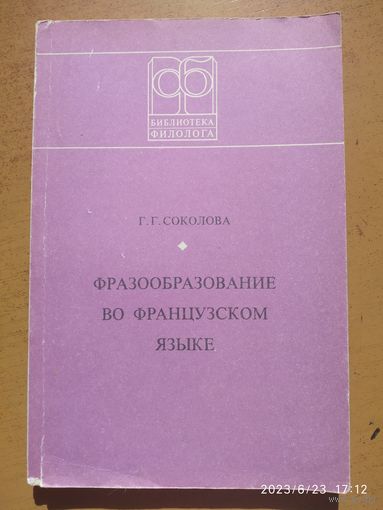 БИБЛИОТЕКА
ФИЛОЛОГА
Г. Г. СОКОЛОВА
ФРАЗООБРАЗОВАНИЕ
ВО ФРАНЦУЗСКОМ
ЯЗЫКЕ
2023/6/23 17:12